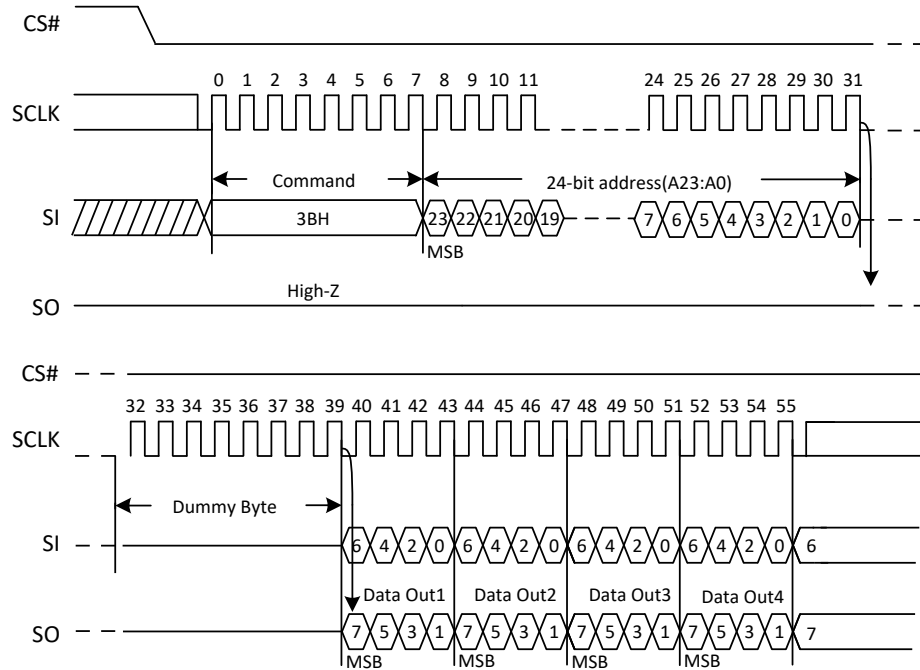 CS#
0 1 2 3 4 5 6 7 8 9 10 11 24 25 26 27 28 29 30 31
SCLK
Command 24-bit address(A23:A0)
SI 3BH 23 22 21 20 19 7 6 5 4 3 2 1 0
MSB
High-Z
SO
CS#
32 33 34 35 36 37 38 39 40 41 42 43 44 45 46 47 48 49 50 51 52 53 54 55
SCLK
Dummy Byte
SI 6 4 2 0 6 4 2 0 6 4 2 0 6 4 2 0 6
Data Out1 Data Out2 Data Out3 Data Out4
SO 7 5 3 1 7 5 3 1 7 5 3 1 7 5 3 1 7
MSB MSB MSB MSB